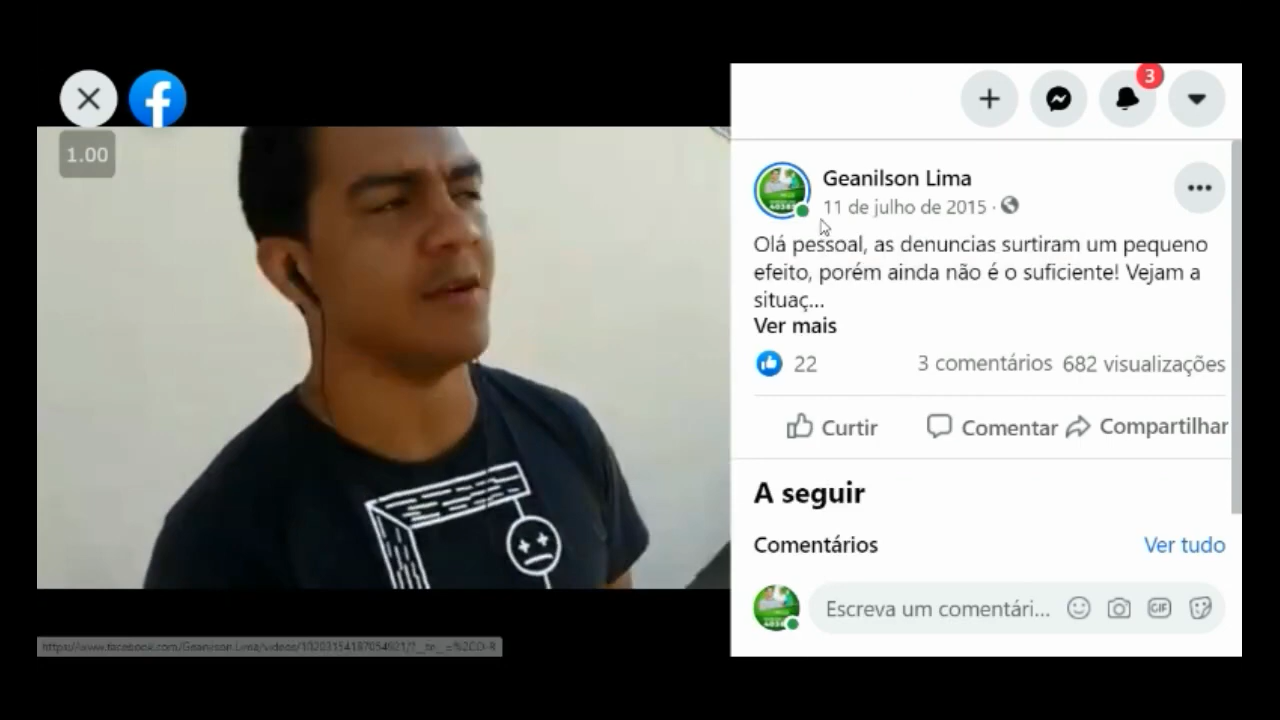 3
1.00
Geanilson Lima
11 de julho de 2015 ·
Olá pessoal, as denuncias surtiram um pequeno
efeito, porém ainda não é o suficiente! Vejam a
situaç...
Ver mais
22 3 comentários 682 visualizações
Curtir Comentar Compartilhar
A seguir
Comentários Ver tudo
Escreva um comentári... GIF